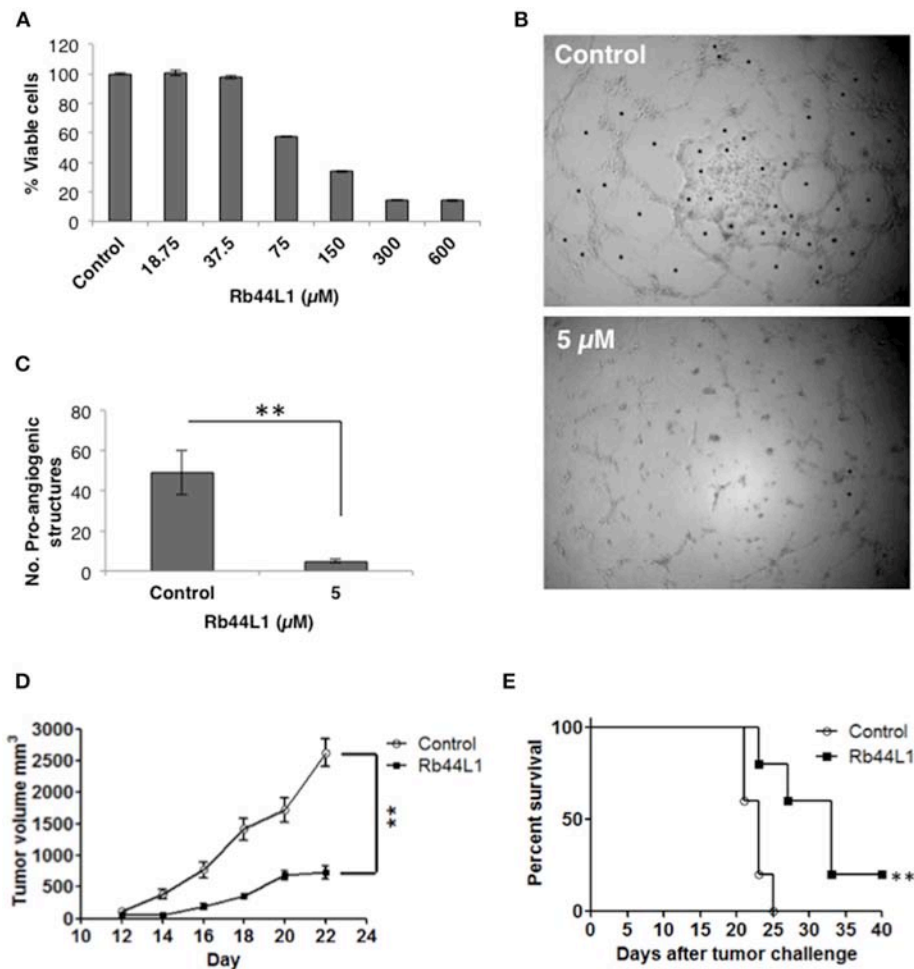 A
% Viable cells
120
100
80
60
40
20
0
Control
18.75
37.5
75
150
300
600
Rb44L1 (µM)
B
Control
5 µM
C
No. Pro-angiogenic
structures
80
60
40
20
0
**
Control
5
Rb44L1 (µM)
D
Tumor volume mm³
3000
2500
2000
1500
1000
500
0
10 12 14 16 18 20 22 24
Day
Control
Rb44L1
**
E
Percent survival
100
50
0
0 5 10 15 20 25 30 35 40
Days after tumor challenge
Control
Rb44L1
**